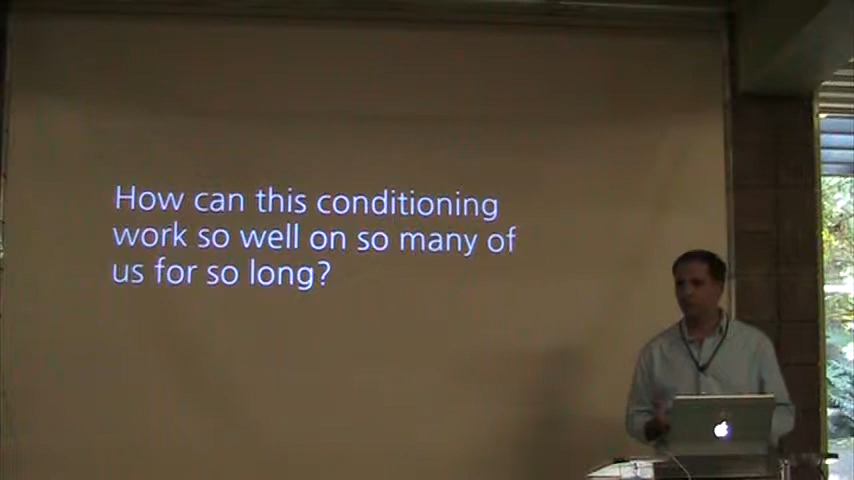 How can this conditioning
work so well on so many of
us for so long?